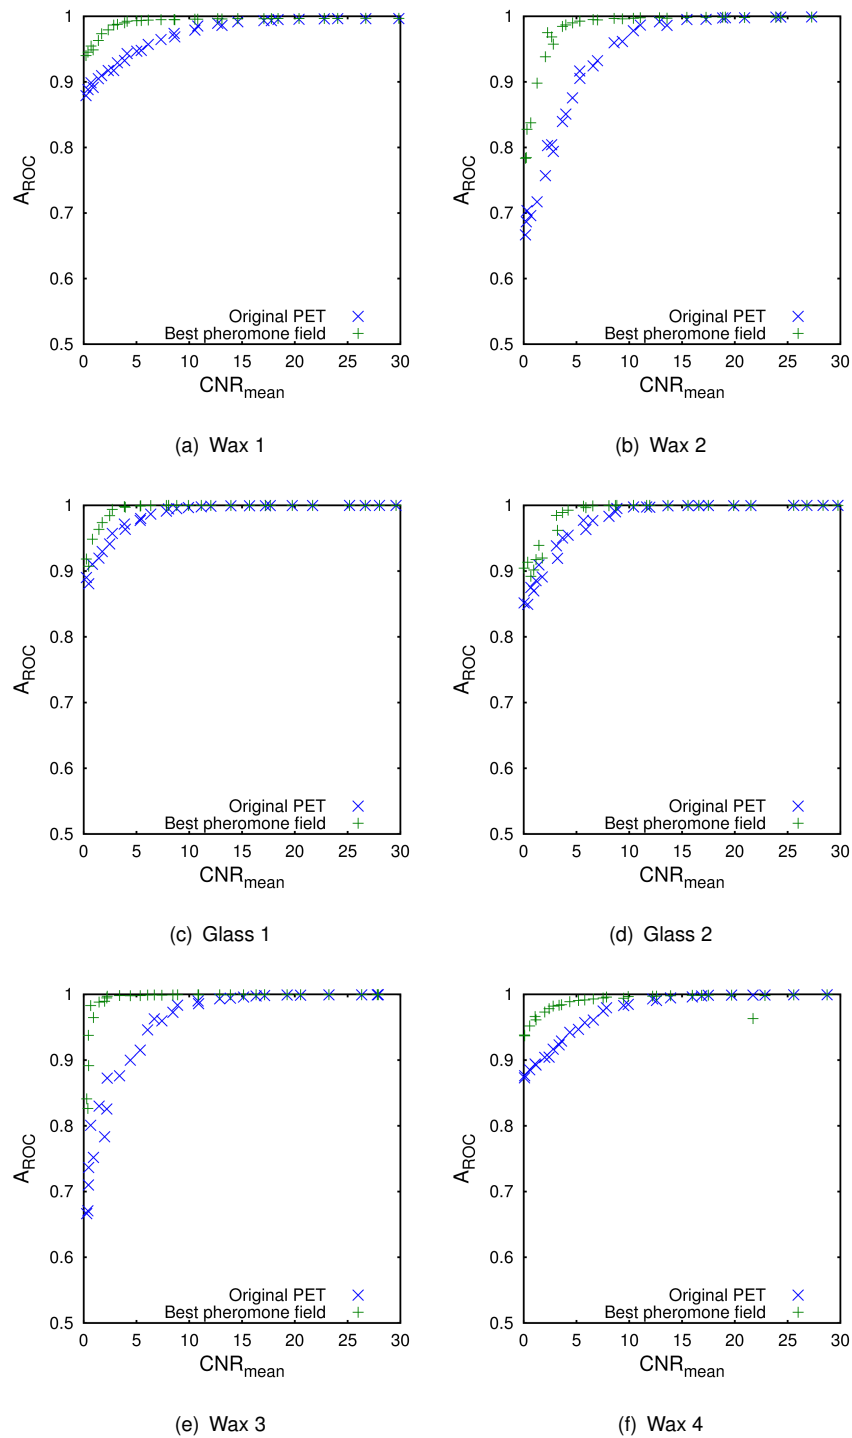 1
0.9
0.8
0.7
0.6
0.5
A_ROC
Original PET
Best pheromone field
0 5 10 15 20 25 30
CNR_mean
(a) Wax 1
1
0.9
0.8
0.7
0.6
0.5
A_ROC
Original PET
Best pheromone field
0 5 10 15 20 25 30
CNR_mean
(b) Wax 2
1
0.9
0.8
0.7
0.6
0.5
A_ROC
Original PET
Best pheromone field
0 5 10 15 20 25 30
CNR_mean
(c) Glass 1
1
0.9
0.8
0.7
0.6
0.5
A_ROC
Original PET
Best pheromone field
0 5 10 15 20 25 30
CNR_mean
(d) Glass 2
1
0.9
0.8
0.7
0.6
0.5
A_ROC
Original PET
Best pheromone field
0 5 10 15 20 25 30
CNR_mean
(e) Wax 3
1
0.9
0.8
0.7
0.6
0.5
A_ROC
Original PET
Best pheromone field
0 5 10 15 20 25 30
CNR_mean
(f) Wax 4